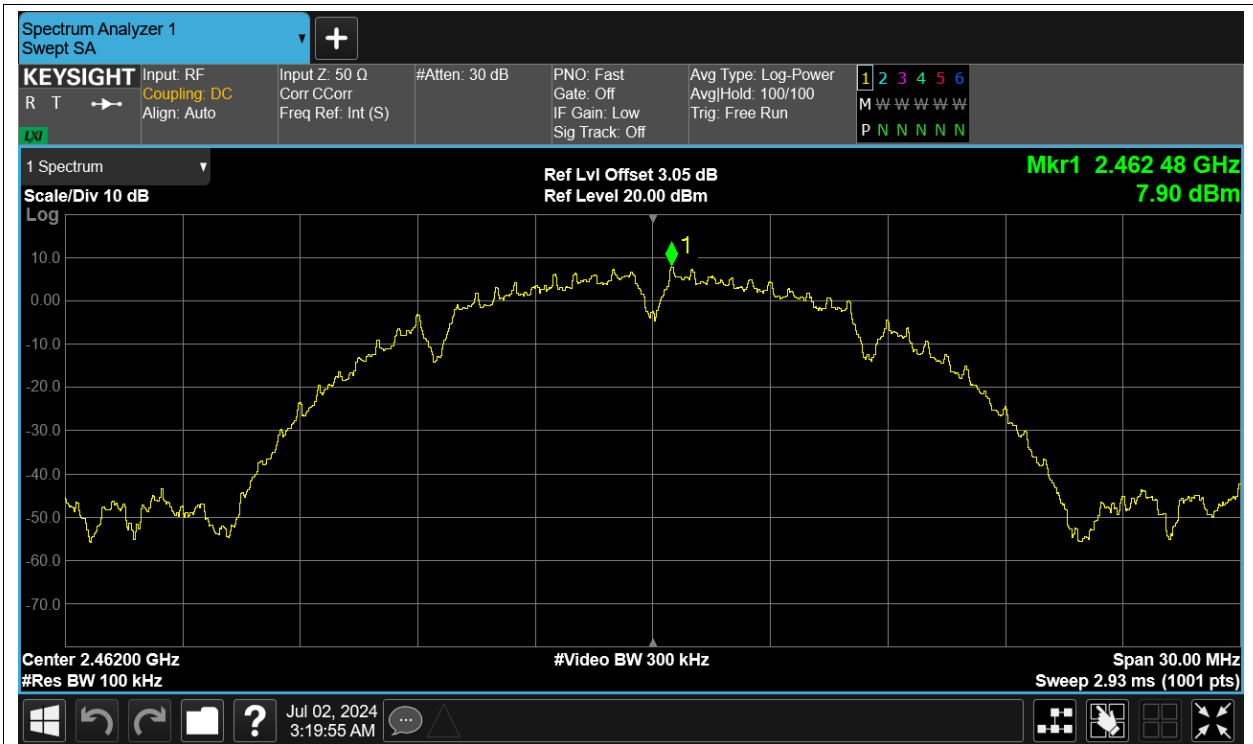 Spectrum Analyzer 1
Swept SA
KEYSIGHT
R T
LXI
Input: RF
Coupling: DC
Align: Auto
Input Z: 50 Ω
Corr CCorr
Freq Ref: Int (S)
#Atten: 30 dB
PNO: Fast
Gate: Off
IF Gain: Low
Sig Track: Off
Avg Type: Log-Power
Avg|Hold: 100/100
Trig: Free Run
1 2 3 4 5 6
M W W W W W
P N N N N N
1 Spectrum
Scale/Div 10 dB
Log
Ref Lvl Offset 3.05 dB
Ref Level 20.00 dBm
Mkr1 2.462 48 GHz
7.90 dBm
1
10.0
0.00
-10.0
-20.0
-30.0
-40.0
-50.0
-60.0
-70.0
Center 2.46200 GHz
#Res BW 100 kHz
#Video BW 300 kHz
Span 30.00 MHz
Sweep 2.93 ms (1001 pts)
?
Jul 02, 2024
3:19:55 AM